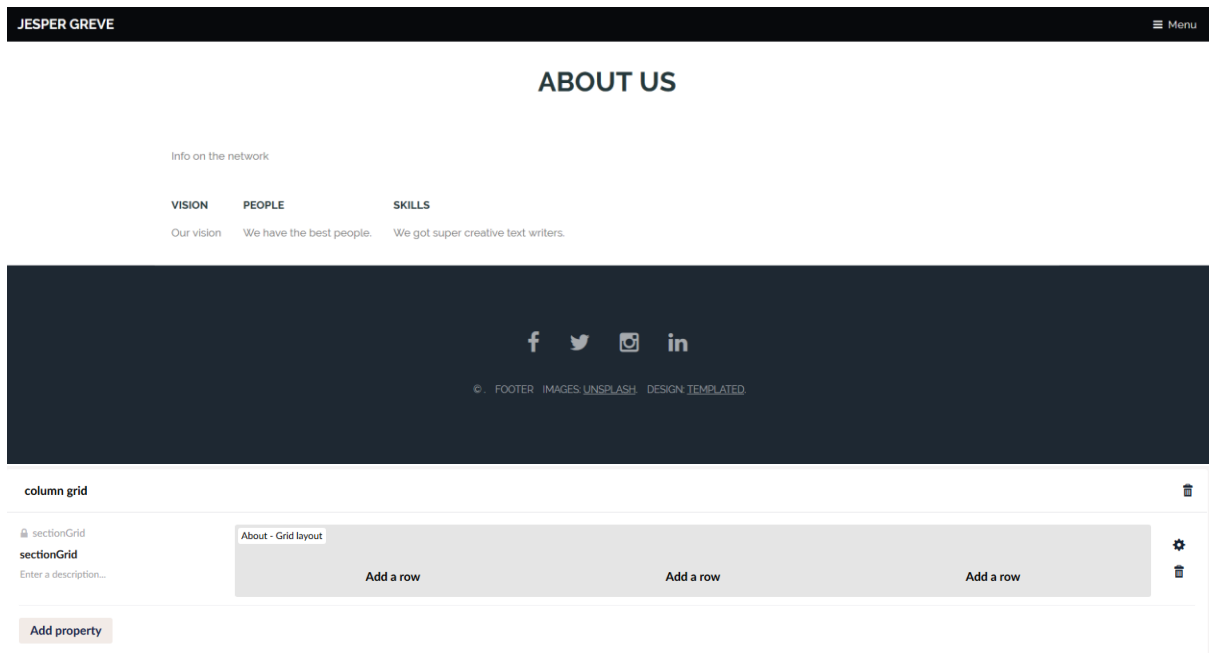 JESPER GREVE
Menu
ABOUT US
Info on the network
VISION PEOPLE SKILLS
Our vision We have the best people. We got super creative text writers.
© . FOOTER IMAGES: UNSPLASH. DESIGN: TEMPLATED.
column grid
sectionGrid
sectionGrid
Enter a description...
About - Grid layout
Add a row Add a row Add a row
Add property